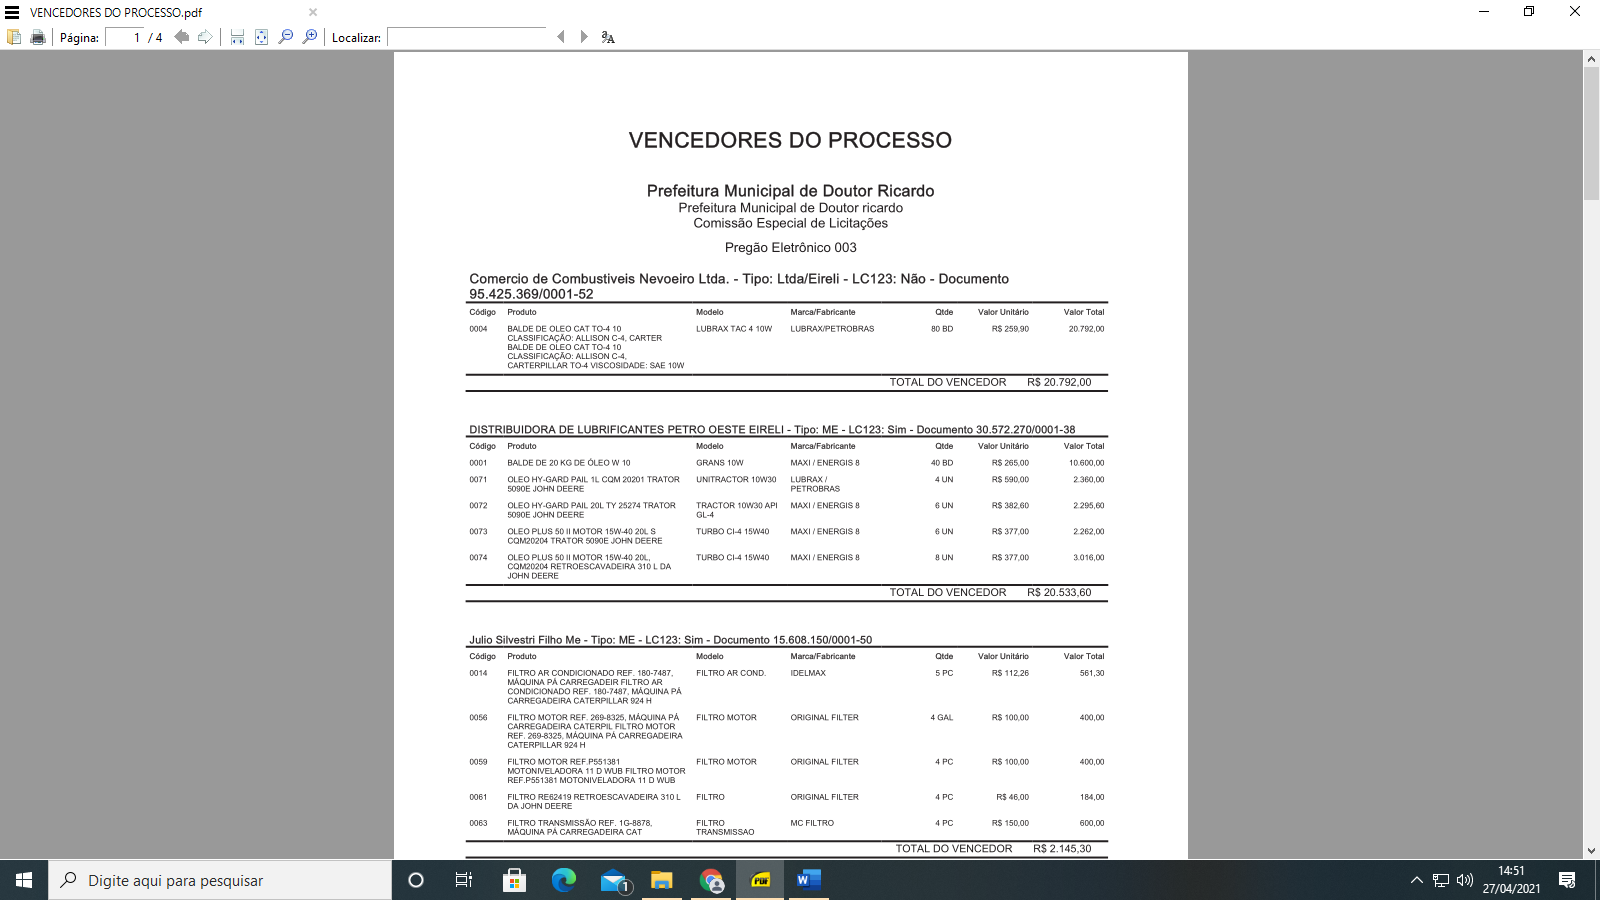 VENCEDORES DO PROCESSO.pdf
Página: 1 / 4 Localizar:
VENCEDORES DO PROCESSO
Prefeitura Municipal de Doutor Ricardo
Prefeitura Municipal de Doutor ricardo
Comissão Especial de Licitações
Pregão Eletrônico 003
Comercio de Combustiveis Nevoeiro Ltda. - Tipo: Ltda/Eireli - LC123: Não - Documento
95.425.369/0001-52
Código Produto Modelo Marca/Fabricante Qtde Valor Unitário Valor Total
0004 BALDE DE OLEO CAT TO-4 10 LUBRAX TAC 4 10W LUBRAX/PETROBRAS 80 BD R$ 259,90 20.792,00
CLASSIFICAÇÃO: ALLISON C-4, CARTER
BALDE DE OLEO CAT TO-4 10
CLASSIFICAÇÃO: ALLISON C-4,
CARTERPILLAR TO-4 VISCOSIDADE: SAE 10W
TOTAL DO VENCEDOR R$ 20.792,00
DISTRIBUIDORA DE LUBRIFICANTES PETRO OESTE EIRELI - Tipo: ME - LC123: Sim - Documento 30.572.270/0001-38
Código Produto Modelo Marca/Fabricante Qtde Valor Unitário Valor Total
0001 BALDE DE 20 KG DE ÓLEO W 10 GRANS 10W MAXI / ENERGIS 8 40 BD R$ 265,00 10.600,00
0071 OLEO HY-GARD PAIL 1L CQM 20201 TRATOR UNITRACTOR 10W30 LUBRAX / 4 UN R$ 590,00 2.360,00
5090E JOHN DEERE PETROBRAS
0072 OLEO HY-GARD PAIL 20L TY 25274 TRATOR TRACTOR 10W30 API MAXI / ENERGIS 8 6 UN R$ 382,60 2.295,60
5090E JOHN DEERE GL-4
0073 OLEO PLUS 50 II MOTOR 15W-40 20L S TURBO CI-4 15W40 MAXI / ENERGIS 8 6 UN R$ 377,00 2.262,00
CQM20204 TRATOR 5090E JOHN DEERE
0074 OLEO PLUS 50 II MOTOR 15W-40 20L, TURBO CI-4 15W40 MAXI / ENERGIS 8 8 UN R$ 377,00 3.016,00
CQM20204 RETROESCAVADEIRA 310 L DA
JOHN DEERE
TOTAL DO VENCEDOR R$ 20.533,60
Julio Silvestri Filho Me - Tipo: ME - LC123: Sim - Documento 15.608.150/0001-50
Código Produto Modelo Marca/Fabricante Qtde Valor Unitário Valor Total
0014 FILTRO AR CONDICIONADO REF. 180-7487, FILTRO AR COND. IDELMAX 5 PC R$ 112,26 561,30
MÁQUINA PÁ CARREGADEIR FILTRO AR
CONDICIONADO REF. 180-7487, MÁQUINA PÁ
CARREGADEIRA CATERPILLAR 924 H
0056 FILTRO MOTOR REF. 269-8325, MÁQUINA PÁ FILTRO MOTOR ORIGINAL FILTER 4 GAL R$ 100,00 400,00
CARREGADEIRA CATERPIL FILTRO MOTOR
REF. 269-8325, MÁQUINA PÁ CARREGADEIRA
CATERPILLAR 924 H
0059 FILTRO MOTOR REF.P551381 FILTRO MOTOR ORIGINAL FILTER 4 PC R$ 100,00 400,00
MOTONIVELADORA 11 D WUB FILTRO MOTOR
REF.P551381 MOTONIVELADORA 11 D WUB
0061 FILTRO RE62419 RETROESCAVADEIRA 310 L FILTRO ORIGINAL FILTER 4 PC R$ 46,00 184,00
DA JOHN DEERE
0063 FILTRO TRANSMISSÃO REF. 1G-8878, FILTRO MC FILTRO 4 PC R$ 150,00 600,00
MÁQUINA PÁ CARREGADEIRA CAT TRANSMISSAO
TOTAL DO VENCEDOR R$ 2.145,30
Digite aqui para pesquisar 1 PDF 14:51
27/04/2021